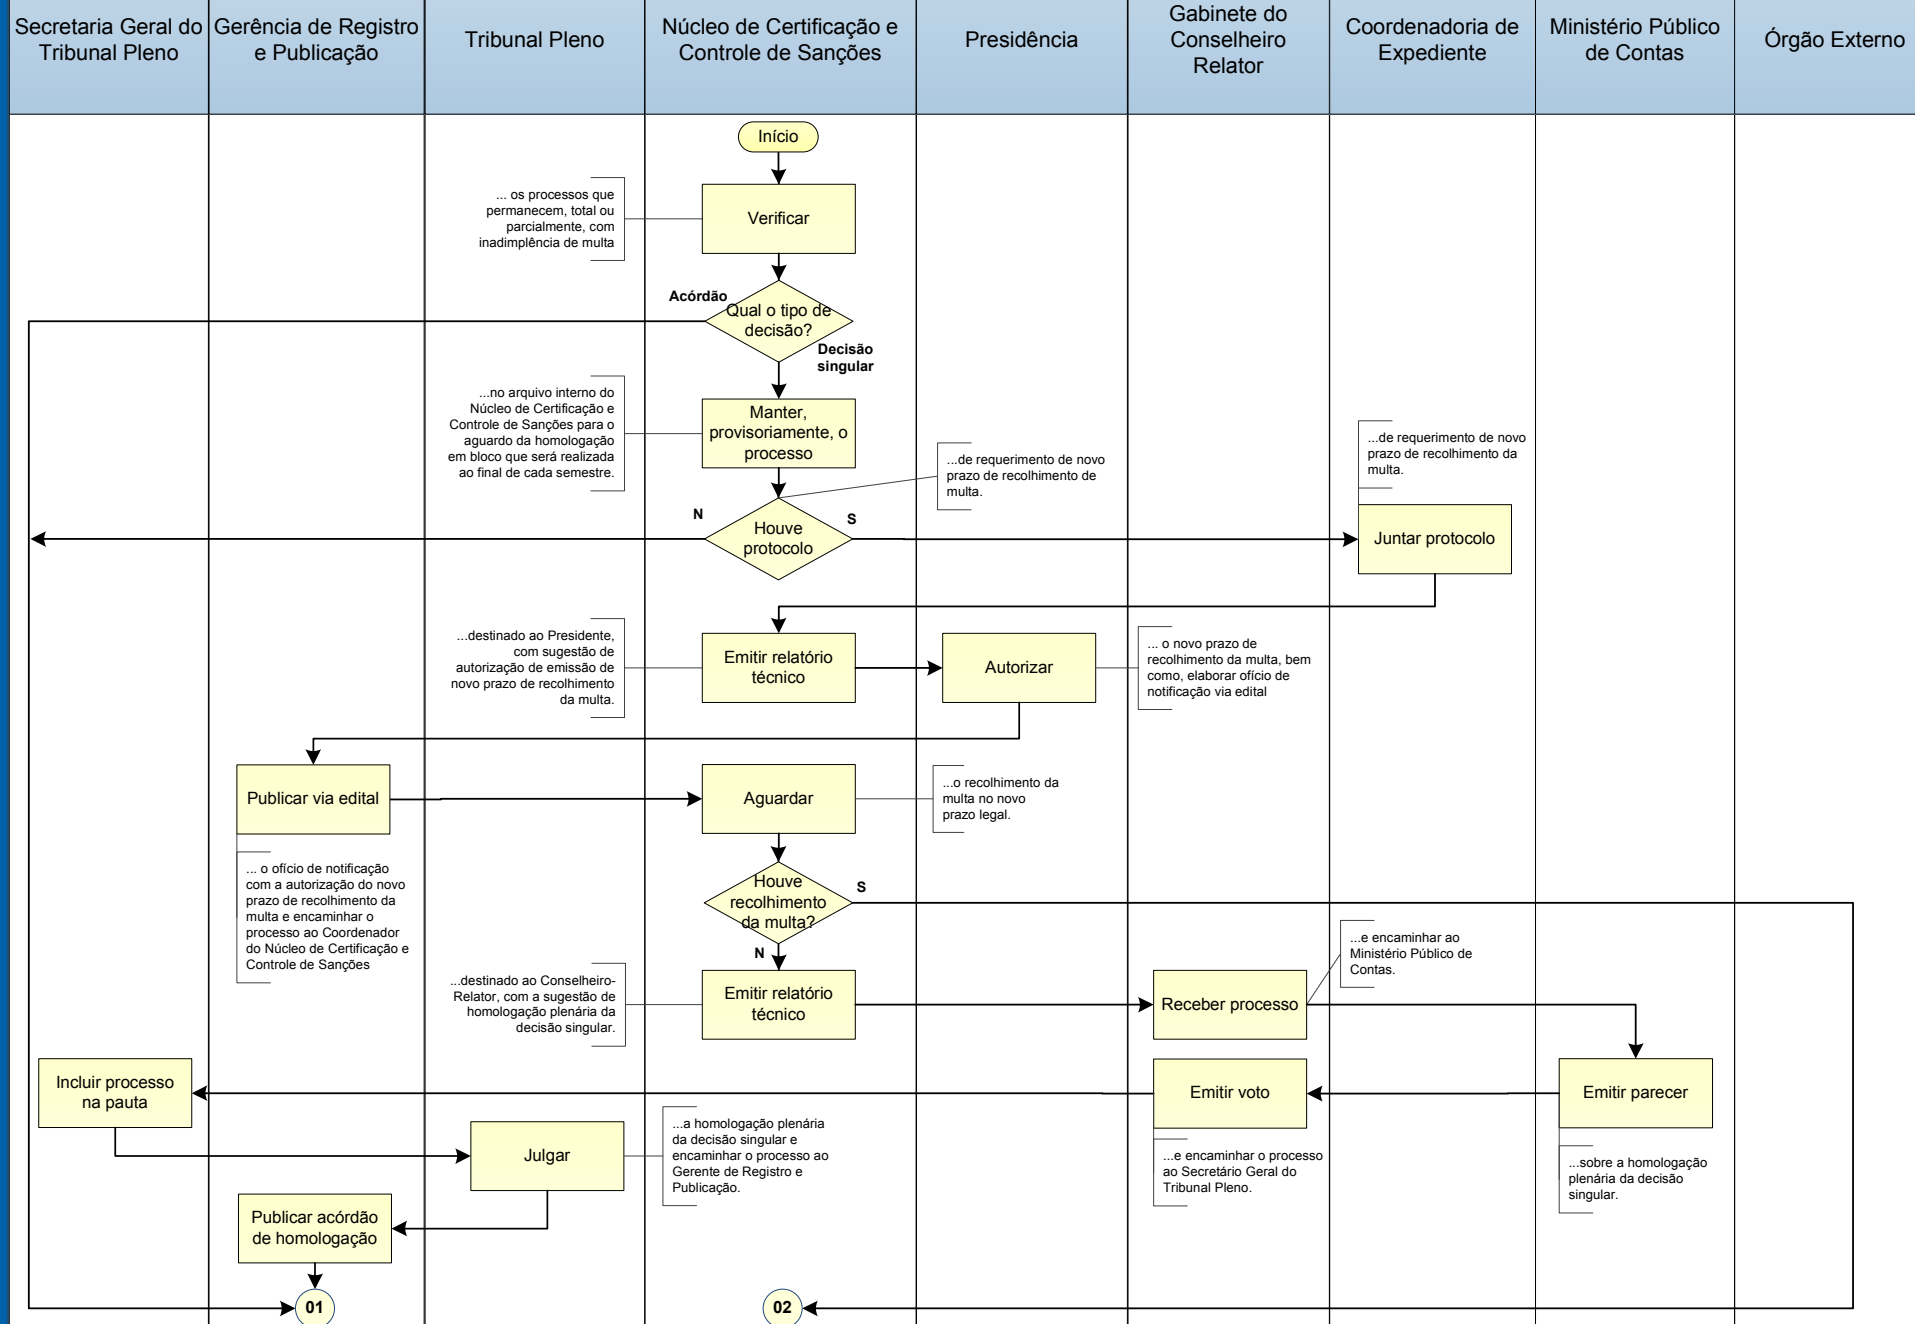 Secretaria Geral do
Tribunal Pleno
Gerência de Registro
e Publicação
Tribunal Pleno
Núcleo de Certificação e
Controle de Sanções
Presidência
Gabinete do
Conselheiro
Relator
Coordenadoria de
Expediente
Ministério Público
de Contas
Órgão Externo
Início
... os processos que
permanecem, total ou
parcialmente, com
inadimplência de multa
Verificar
Acórdão
Qual o tipo de
decisão?
Decisão
singular
...no arquivo interno do
Núcleo de Certificação e
Controle de Sanções para o
aguardo da homologação
em bloco que será realizada
ao final de cada semestre.
Manter,
provisoriamente, o
processo
...de requerimento de novo
prazo de recolhimento de
multa.
...de requerimento de novo
prazo de recolhimento da
multa.
N
Houve
protocolo
S
Juntar protocolo
...destinado ao Presidente,
com sugestão de
autorização de emissão de
novo prazo de recolhimento
da multa.
Emitir relatório
técnico
Autorizar
... o novo prazo de
recolhimento da multa, bem
como, elaborar ofício de
notificação via edital
Publicar via edital
Aguardar
...o recolhimento da
multa no novo
prazo legal.
... o ofício de notificação
com a autorização do novo
prazo de recolhimento da
multa e encaminhar o
processo ao Coordenador
do Núcleo de Certificação e
Controle de Sanções
Houve
recolhimento
da multa?
S
N
...destinado ao Conselheiro-
Relator, com a sugestão de
homologação plenária da
decisão singular.
Emitir relatório
técnico
Receber processo
...e encaminhar ao
Ministério Público de
Contas.
Incluir processo
na pauta
Emitir voto
Emitir parecer
Julgar
...a homologação plenária
da decisão singular e
encaminhar o processo ao
Gerente de Registro e
Publicação.
...e encaminhar o processo
ao Secretário Geral do
Tribunal Pleno.
...sobre a homologação
plenária da decisão
singular.
Publicar acórdão
de homologação
01
02